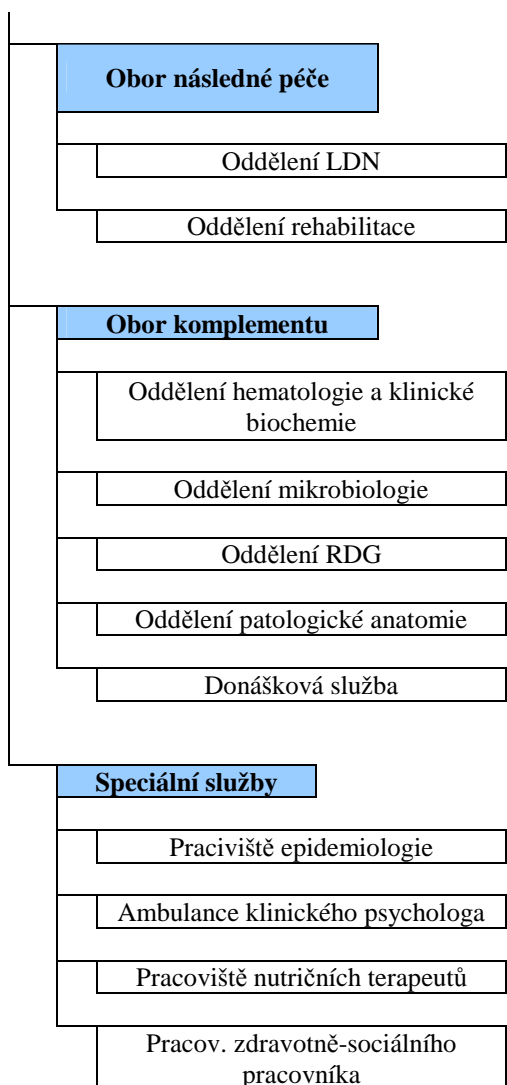 Obor následné péče
Oddělení LDN
Oddělení rehabilitace
Obor komplementu
Oddělení hematologie a klinické
biochemie
Oddělení mikrobiologie
Oddělení RDG
Oddělení patologické anatomie
Donášková služba
Speciální služby
Praciviště epidemiologie
Ambulance klinického psychologa
Pracoviště nutričních terapeutů
Pracov. zdravotně-sociálního
pracovníka